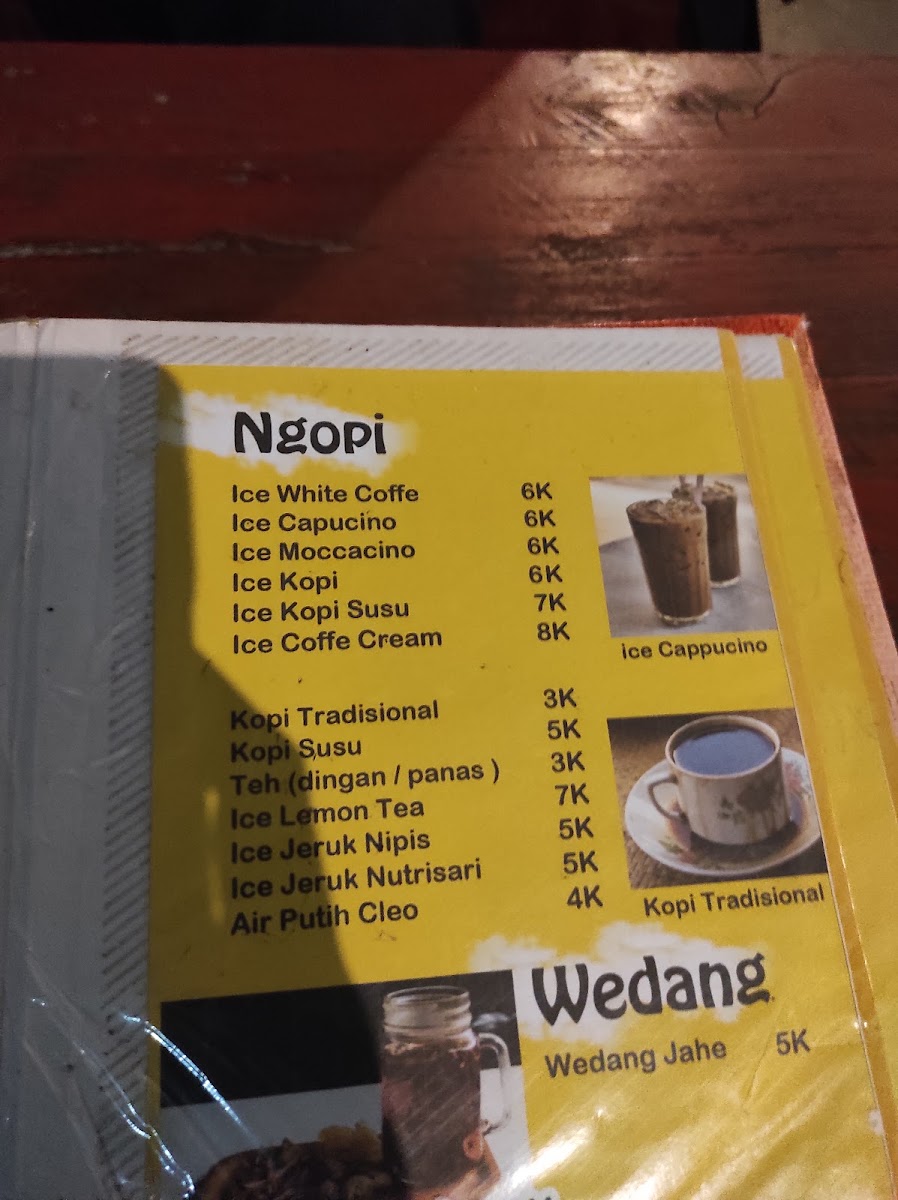 Ngopi
Ice White Coffe 6K
Ice Capucino 6K
Ice Moccacino 6K
Ice Kopi 6K
Ice Kopi Susu 7K
Ice Coffe Cream 8K
ice Cappucino
Kopi Tradisional 3K
Kopi Susu 5K
Teh (dingan / panas ) 3K
Ice Lemon Tea 7K
Ice Jeruk Nipis 5K
Ice Jeruk Nutrisari 5K
Air Putih Cleo 4K
Kopi Tradisional
Wedang
Wedang Jahe 5K